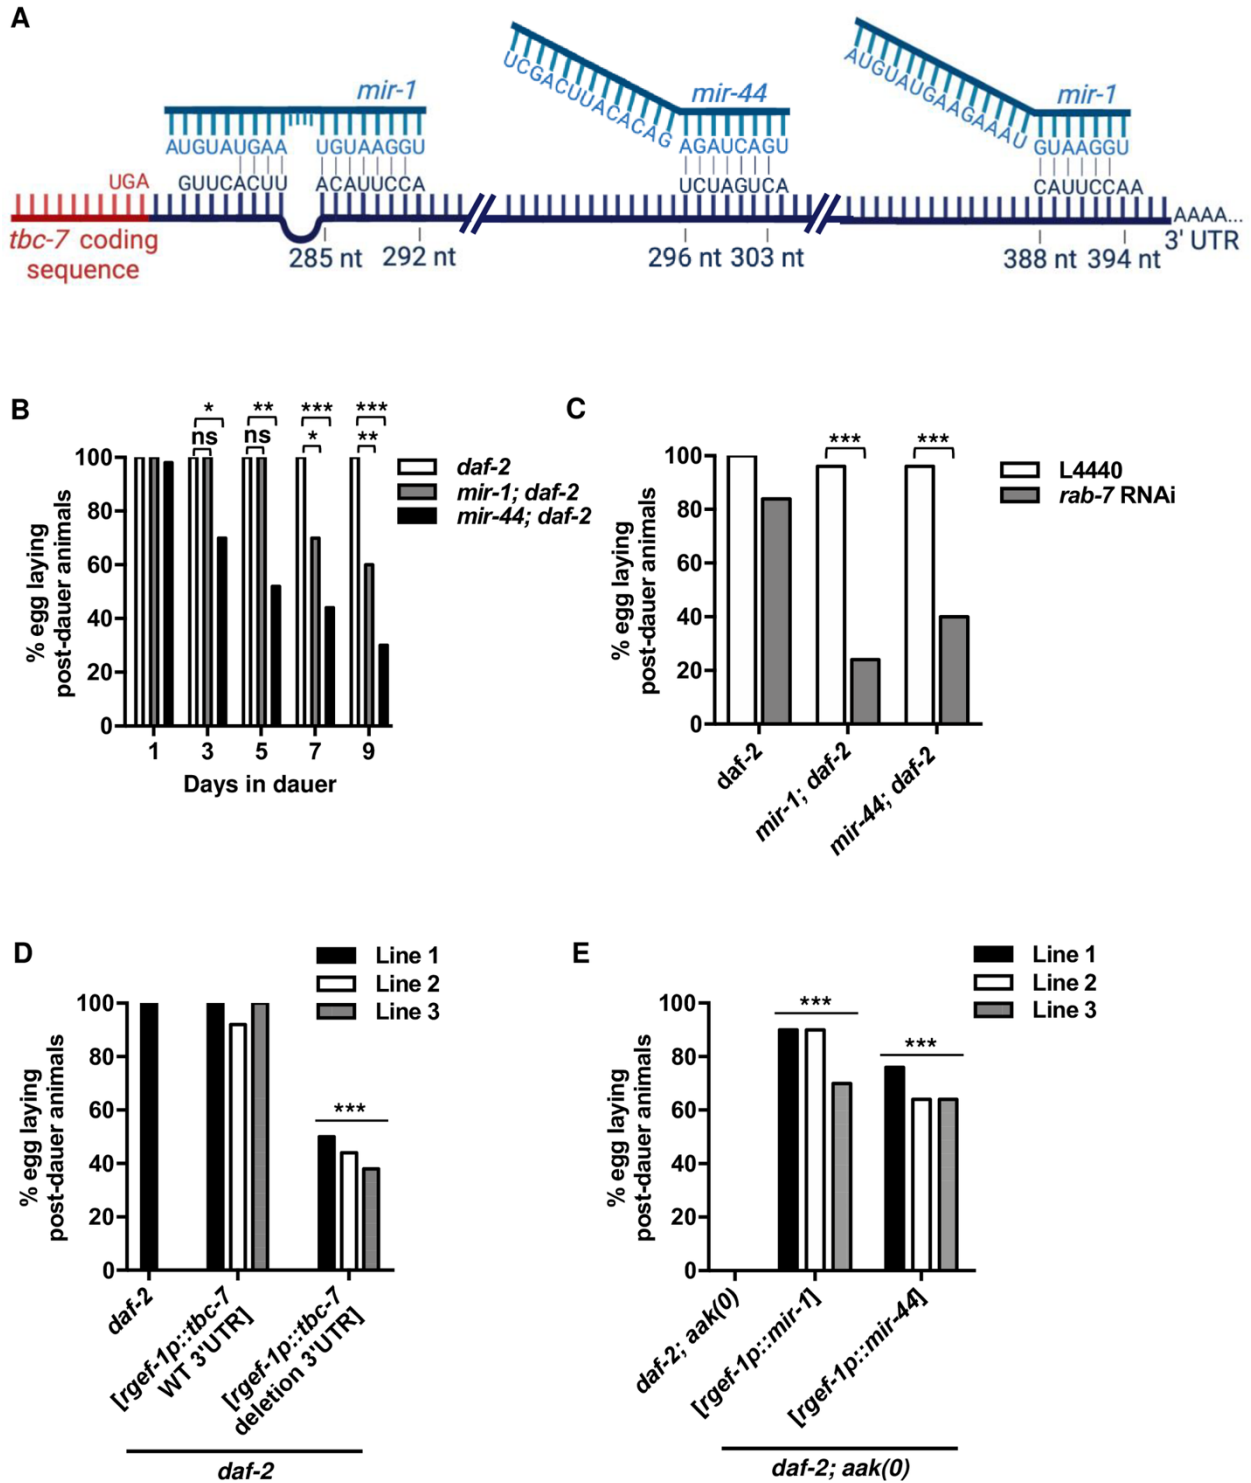 A
mir-1
AUGUAUGAA UGUAAGGU
GUUCACUU ACAUUCCA
UGA
tbc-7 coding
sequence
285 nt 292 nt
UCGACUUACACAG
mir-44
AGAUCAGU
UCUAGUCA
296 nt 303 nt
AUGUAUGAAGAAAU
mir-1
GUAAGGU
CAUUCCAA
388 nt 394 nt
AAAA...
3' UTR
B
% egg laying
post-dauer animals
100
80
60
40
20
0
* ** *** ***
ns ns * **
1 3 5 7 9
Days in dauer
daf-2
mir-1; daf-2
mir-44; daf-2
C
% egg laying
post-dauer animals
100
80
60
40
20
0
*** ***
daf-2
mir-1; daf-2
mir-44; daf-2
L4440
rab-7 RNAi
D
Line 1
Line 2
Line 3
% egg laying
post-dauer animals
100
80
60
40
20
0
***
daf-2
[rgef-1p::tbc-7
WT 3'UTR]
[rgef-1p::tbc-7
deletion 3'UTR]
daf-2
E
Line 1
Line 2
Line 3
% egg laying
post-dauer animals
100
80
60
40
20
0
***
***
daf-2; aak(0)
[rgef-1p::mir-1]
[rgef-1p::mir-44]
daf-2; aak(0)